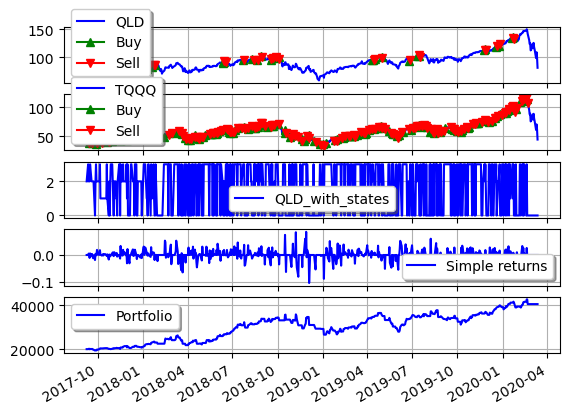 QLD
Buy
Sell
150
100
TQQQ
Buy
Sell
100
50
QLD_with_states
2
0
Simple returns
0.0
−0.1
Portfolio
40000
20000
2017-10
2018-01
2018-04
2018-07
2018-10
2019-01
2019-04
2019-07
2019-10
2020-01
2020-04